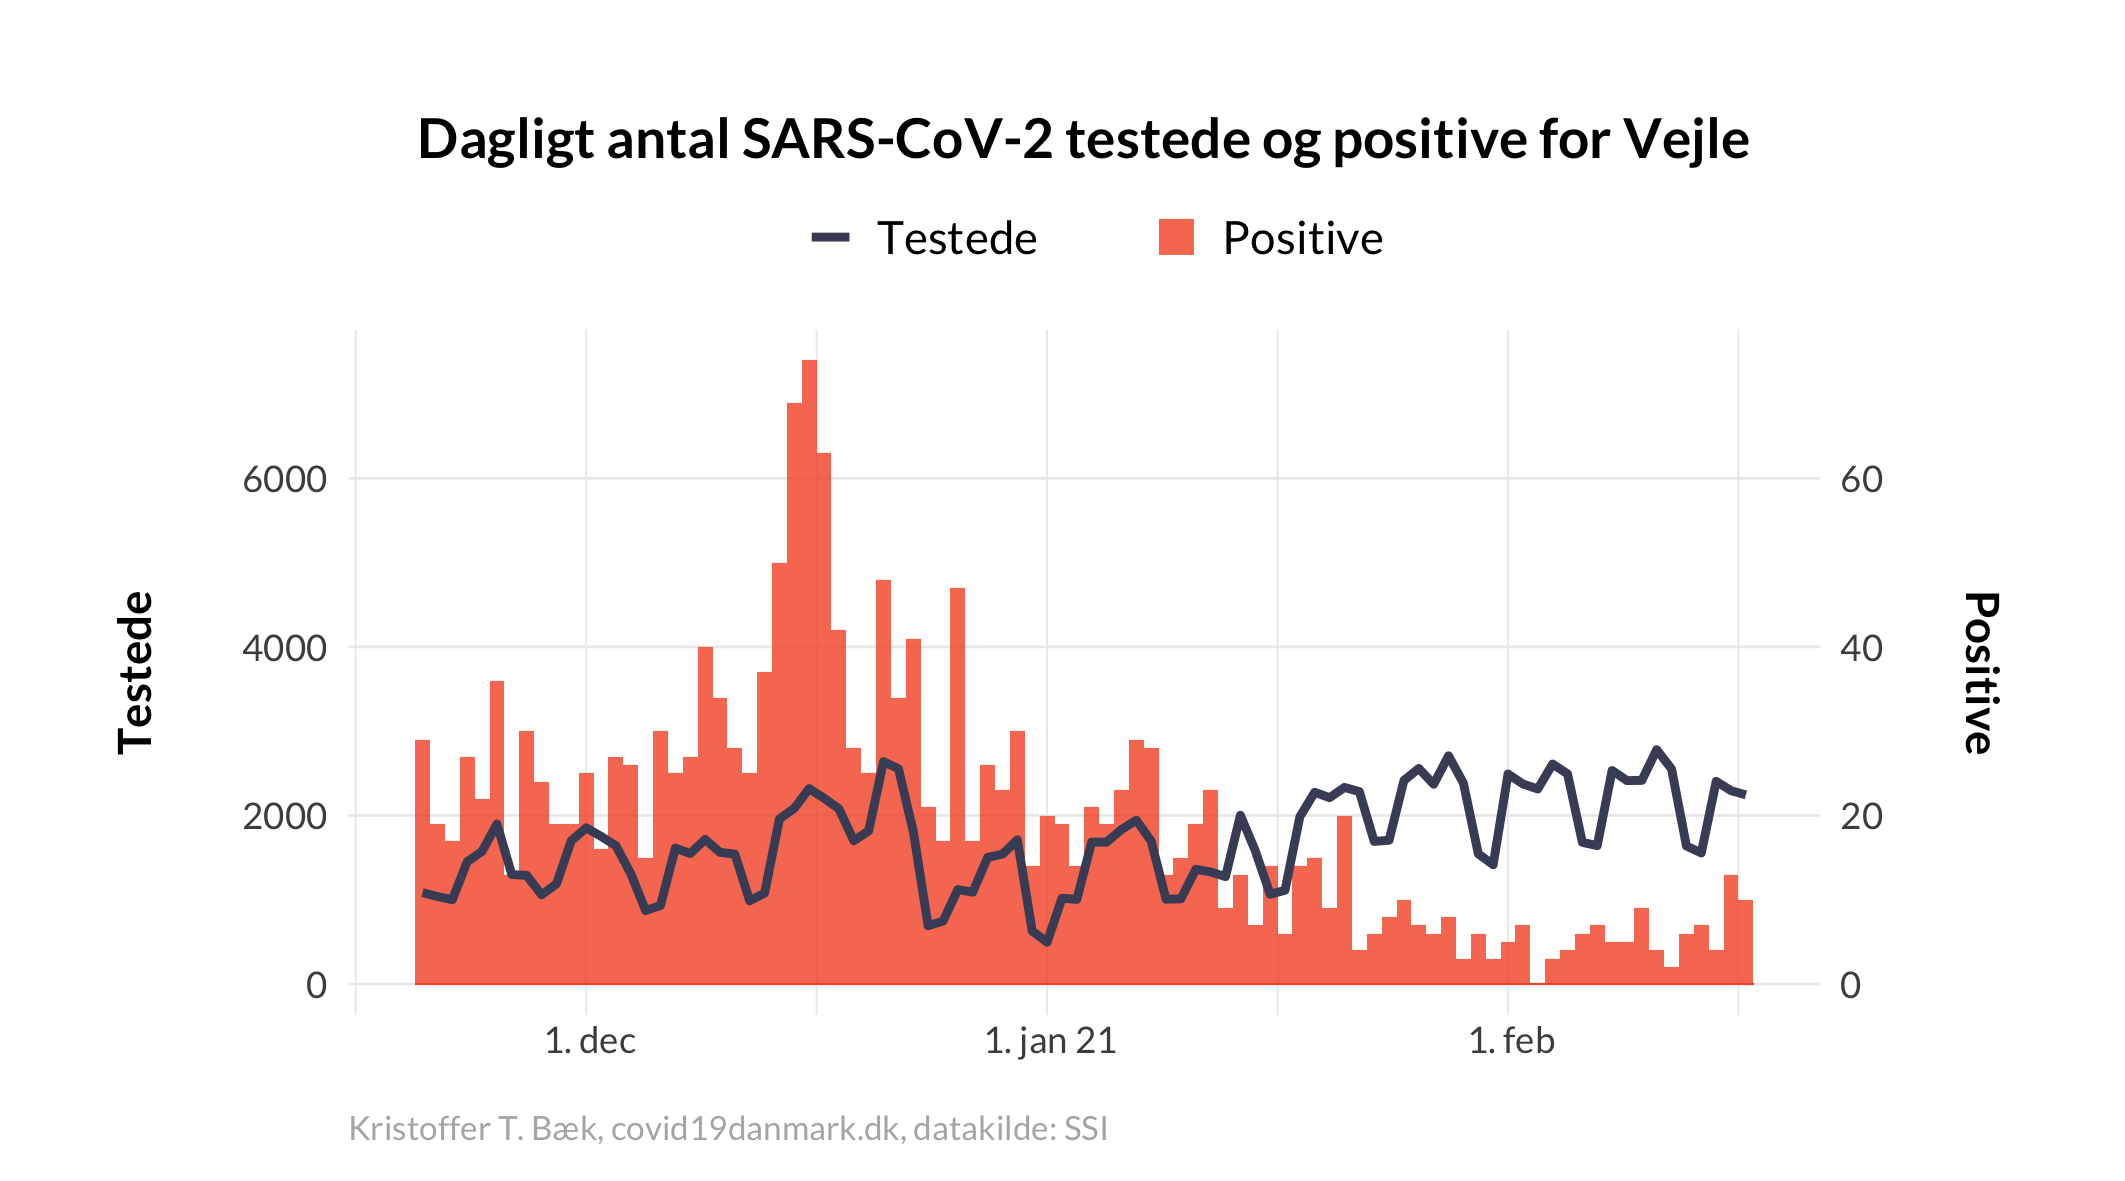 Dagligt antal SARS-CoV-2 testede og positive for Vejle
Testede Positive
6000 60
4000 40
2000 20
0 0
Testede
Positive
1. dec 1. jan 21 1. feb
Kristoffer T. Bæk, covid19danmark.dk, datakilde: SSI